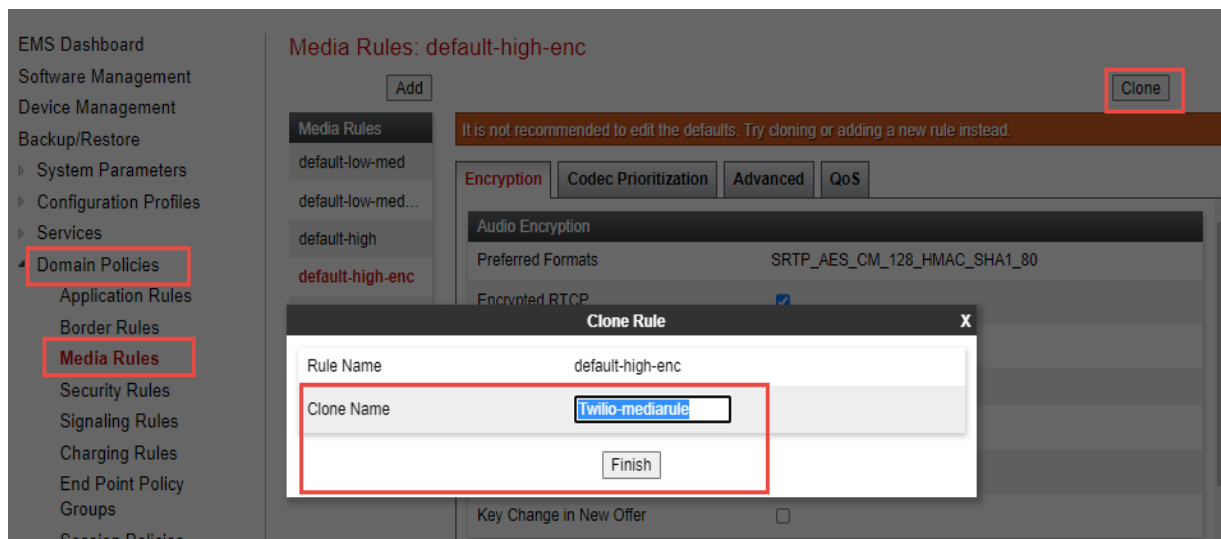 EMS Dashboard
Software Management
Device Management
Backup/Restore
System Parameters
Configuration Profiles
Services
Domain Policies
Application Rules
Border Rules
Media Rules
Security Rules
Signaling Rules
Charging Rules
End Point Policy
Groups
Session Policies
Media Rules: default-high-enc
Add
Clone
Media Rules
default-low-med
default-low-med...
default-high
default-high-enc
It is not recommended to edit the defaults. Try cloning or adding a new rule instead.
Encryption Codec Prioritization Advanced QoS
Audio Encryption
Preferred Formats SRTP_AES_CM_128_HMAC_SHA1_80
Encrypted RTCP
Clone Rule X
Rule Name default-high-enc
Clone Name Twilio-mediarule
Finish
Key Change in New Offer